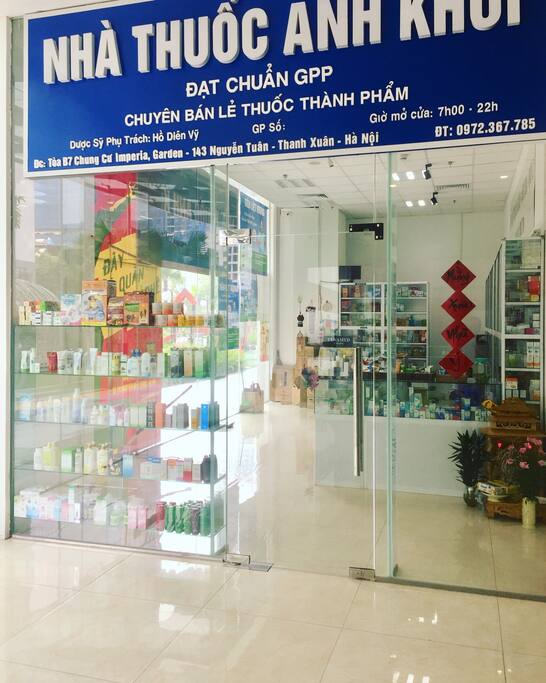 NHÀ THUỐC ANH KHÔI
ĐẠT CHUẨN GPP
CHUYÊN BÁN LẺ THUỐC THÀNH PHẨM
Dược Sỹ Phụ Trách: Hồ Diên Vỹ GP Số: Giờ mở cửa: 7h00 - 22h
Đc: Tòa B7 Chung Cư Imperia, Garden - 143 Nguyễn Tuân - Thanh Xuân - Hà Nội ĐT: 0972.367.785